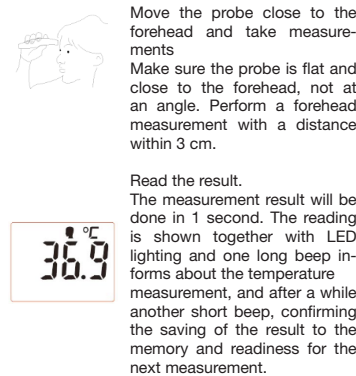 Move the probe close to the
forehead and take measure-
ments
Make sure the probe is flat and
close to the forehead, not at
an angle. Perform a forehead
measurement with a distance
within 3 cm.
Read the result.
The measurement result will be
done in 1 second. The reading
is shown together with LED
lighting and one long beep in-
forms about the temperature
measurement, and after a while
another short beep, confirming
the saving of the result to the
memory and readiness for the
next measurement.
°C
36.9